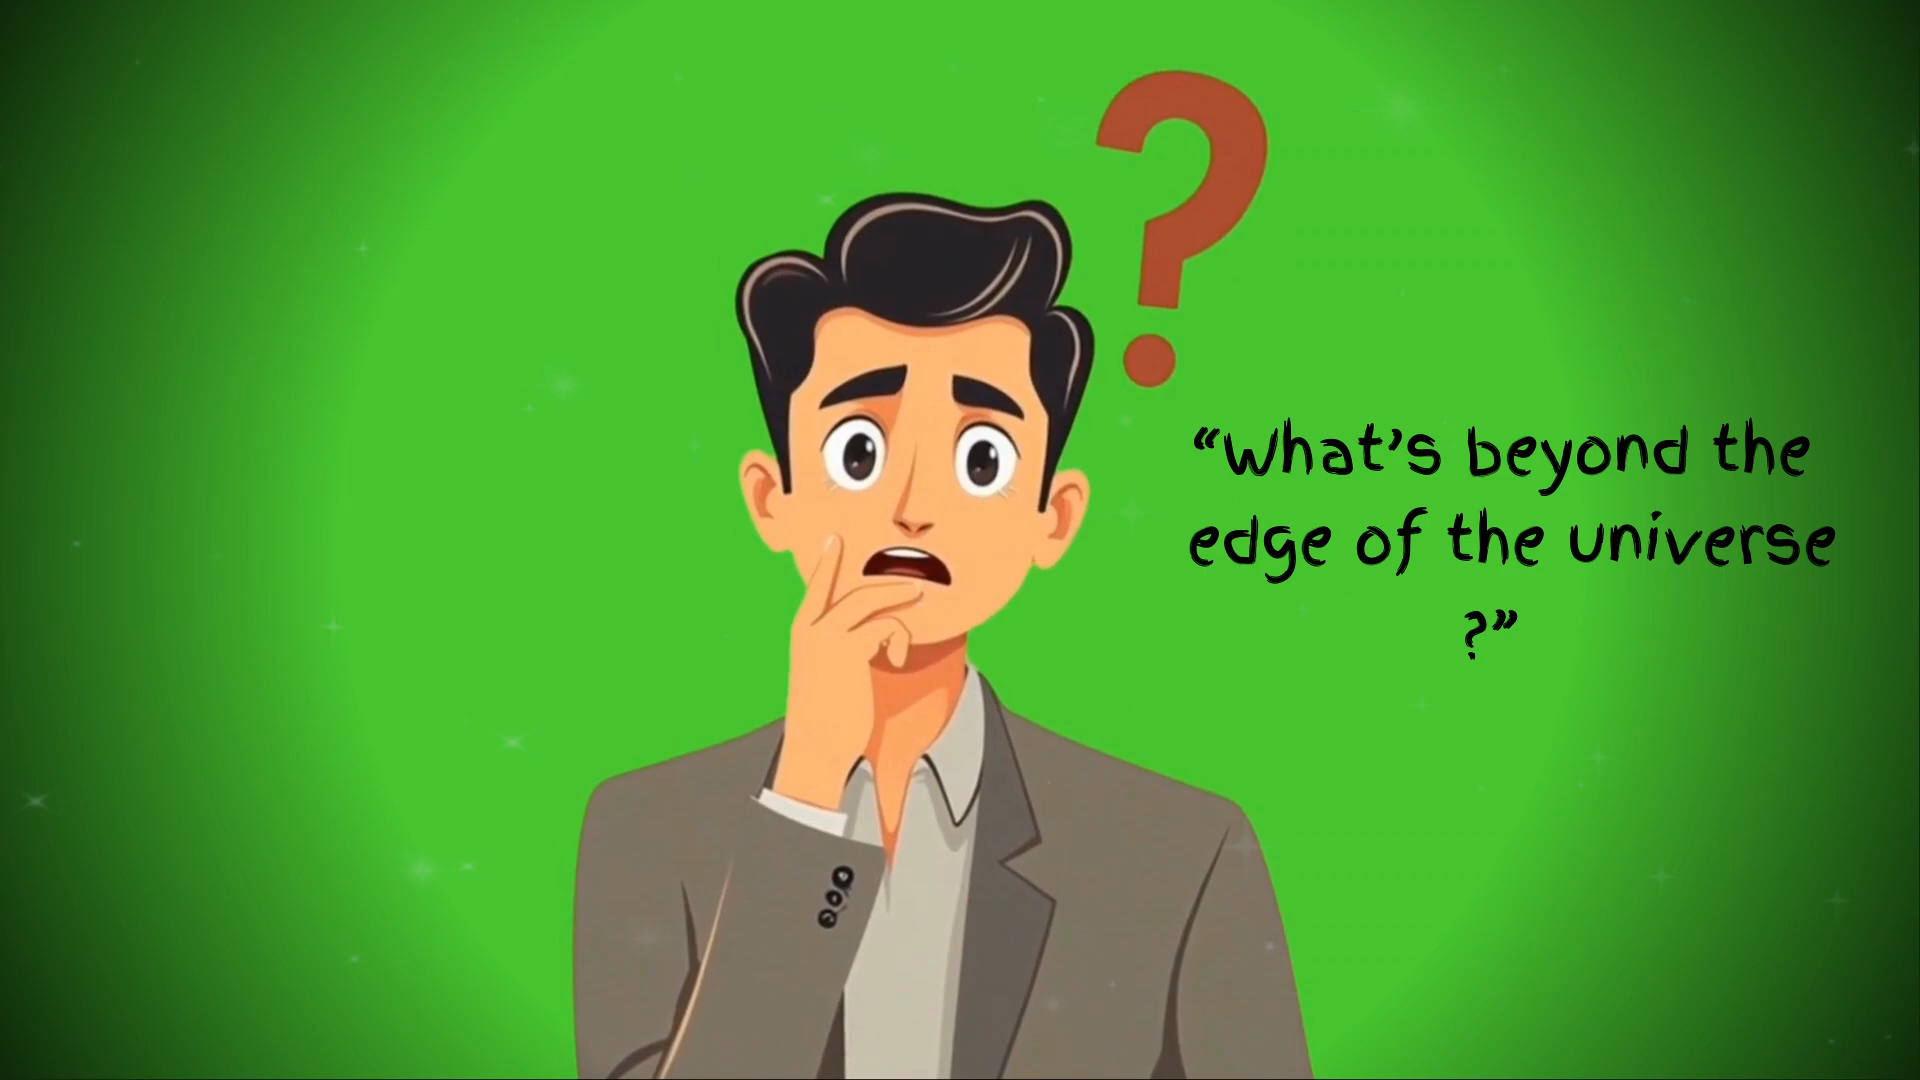 “What’s beyond the
edge of the universe
?”